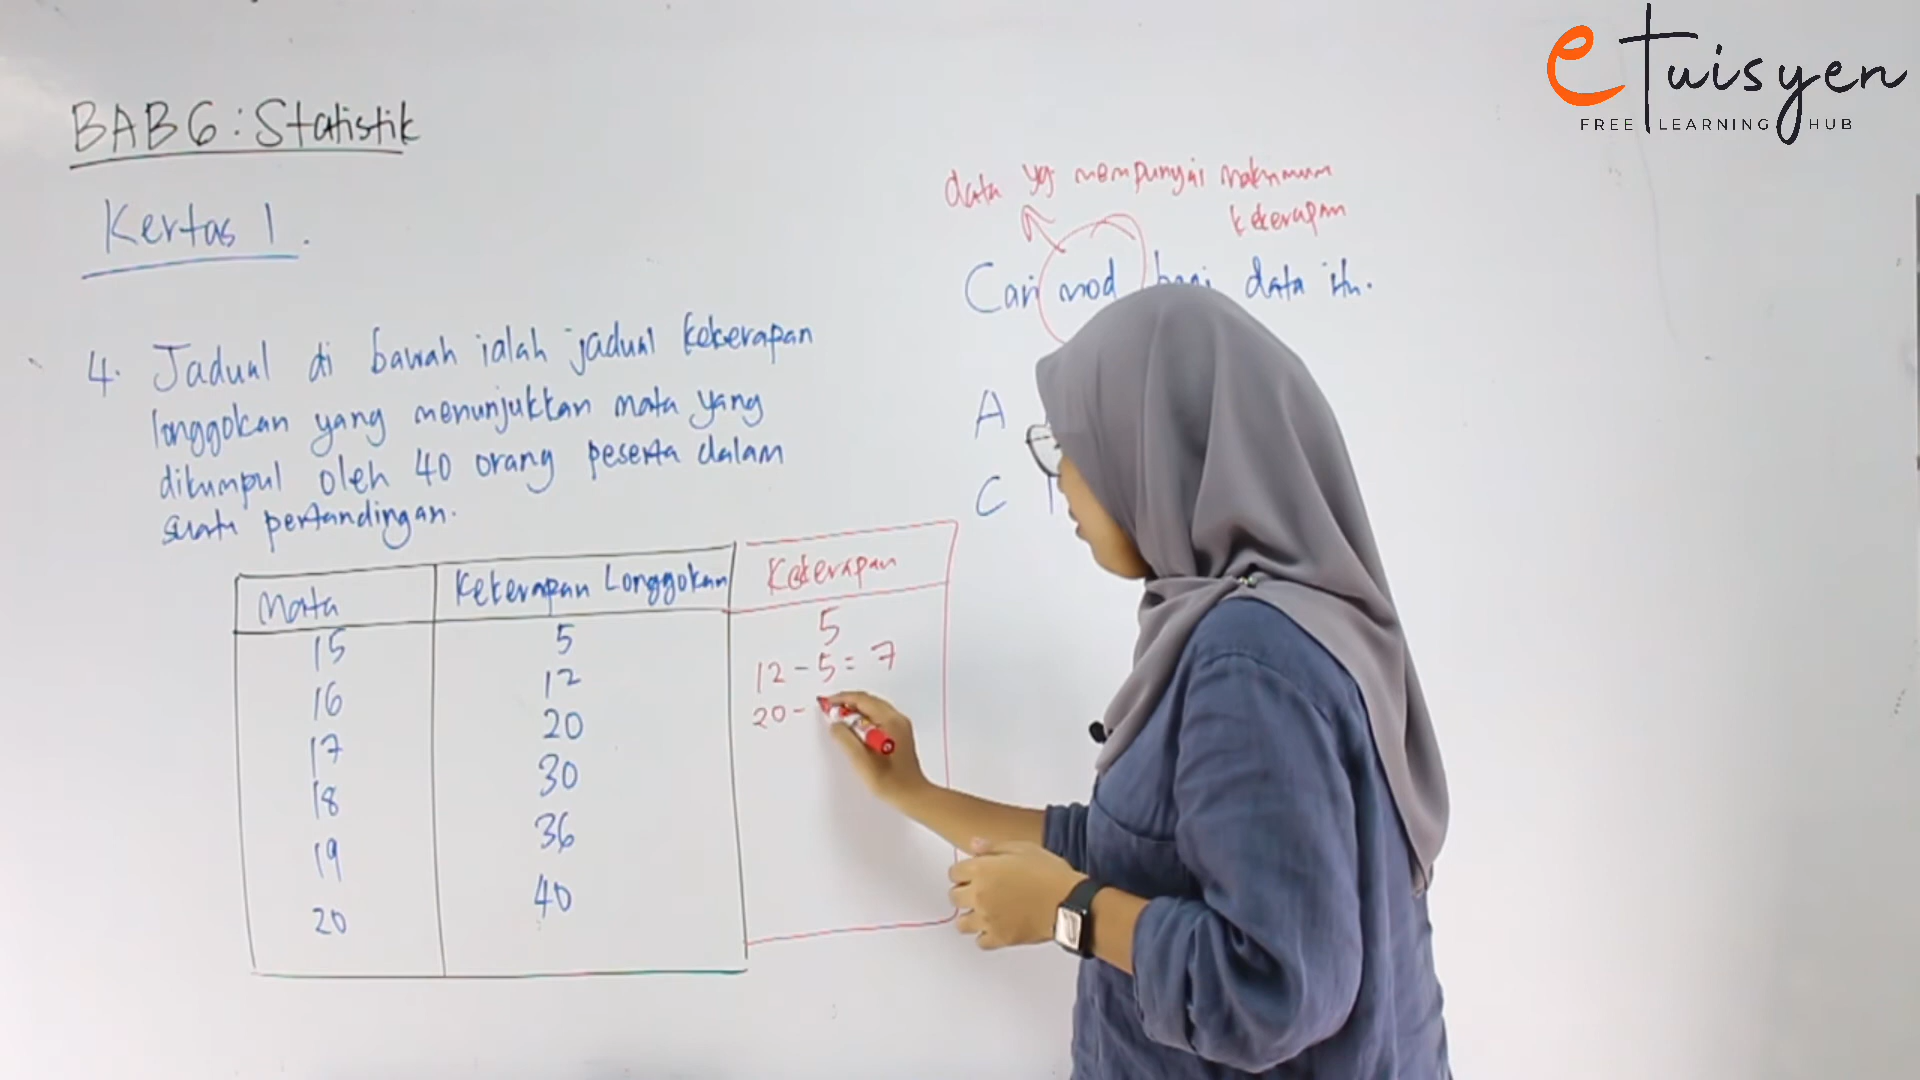 eTuisyen
FREE LEARNING HUB
BAB 6 : Statistik
Kertas 1 .
4. Jadual di bawah ialah jadual kekerapan
longgokan yang menunjukkan mata yang
dikumpul oleh 40 orang peserta dalam
suatu pertandingan.
Mata Kekerapan Longgokan Kekerapan
15 5 5
16 12 12 - 5 = 7
17 20 20 -
18 30
19 36
20 40
data yg mempunyai maksimum
kekerapan
Cari mod bagi data itu.
A
C